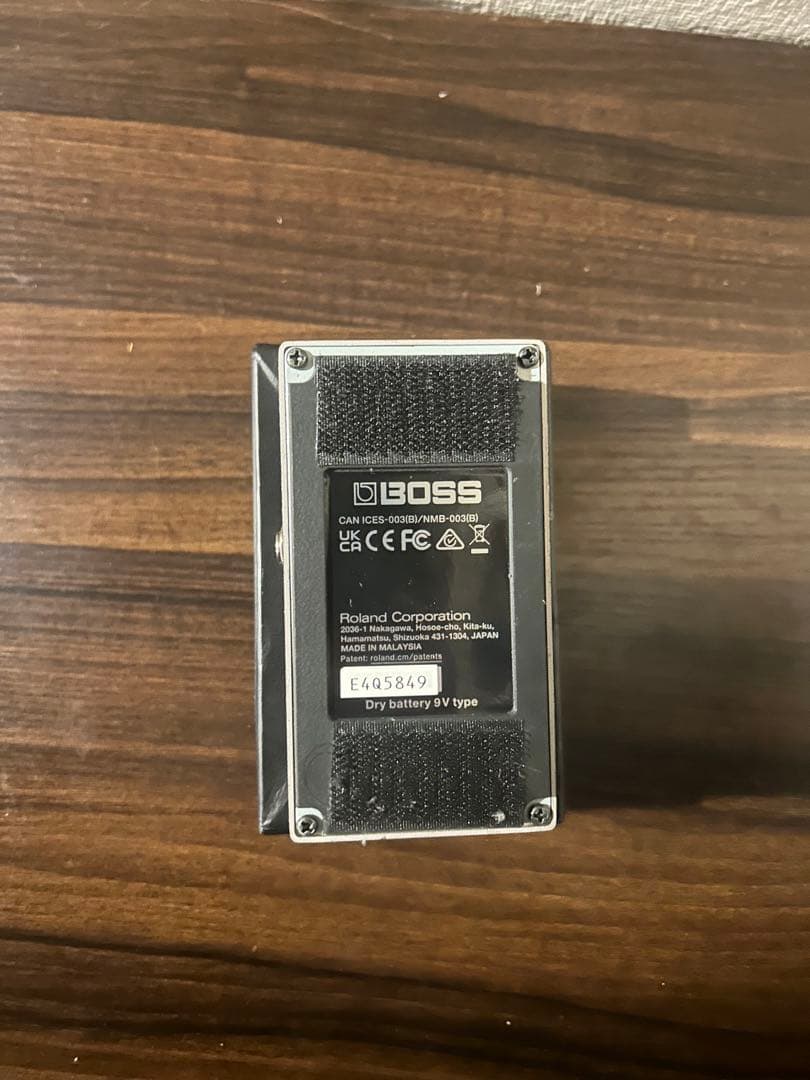 BOSS
CAN ICES-003(B)/NMB-003(B)
UK CA CE FC
Roland Corporation
2036-1 Nakagawa, Hosoe-cho, Kita-ku,
Hamamatsu, Shizuoka 431-1304, JAPAN
MADE IN MALAYSIA
Patent: roland.cm/patents
E4Q5849
Dry battery 9V type